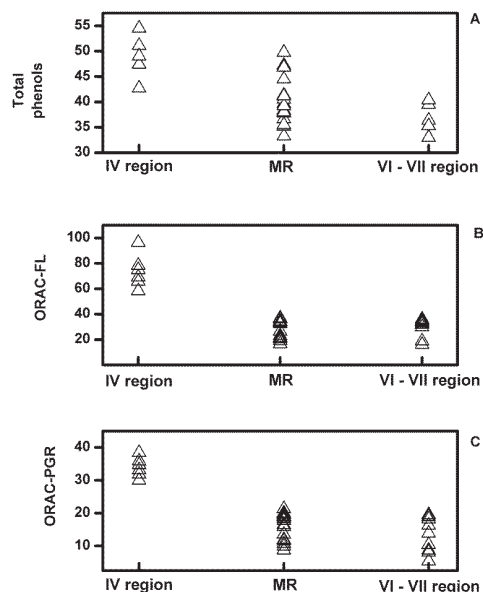 A
55
50
45
40
35
30
Total
phenols
IV region MR VI - VII region
B
100
80
60
40
20
ORAC-FL
IV region MR VI - VII region
C
40
30
20
10
ORAC-PGR
IV region MR VI - VII region